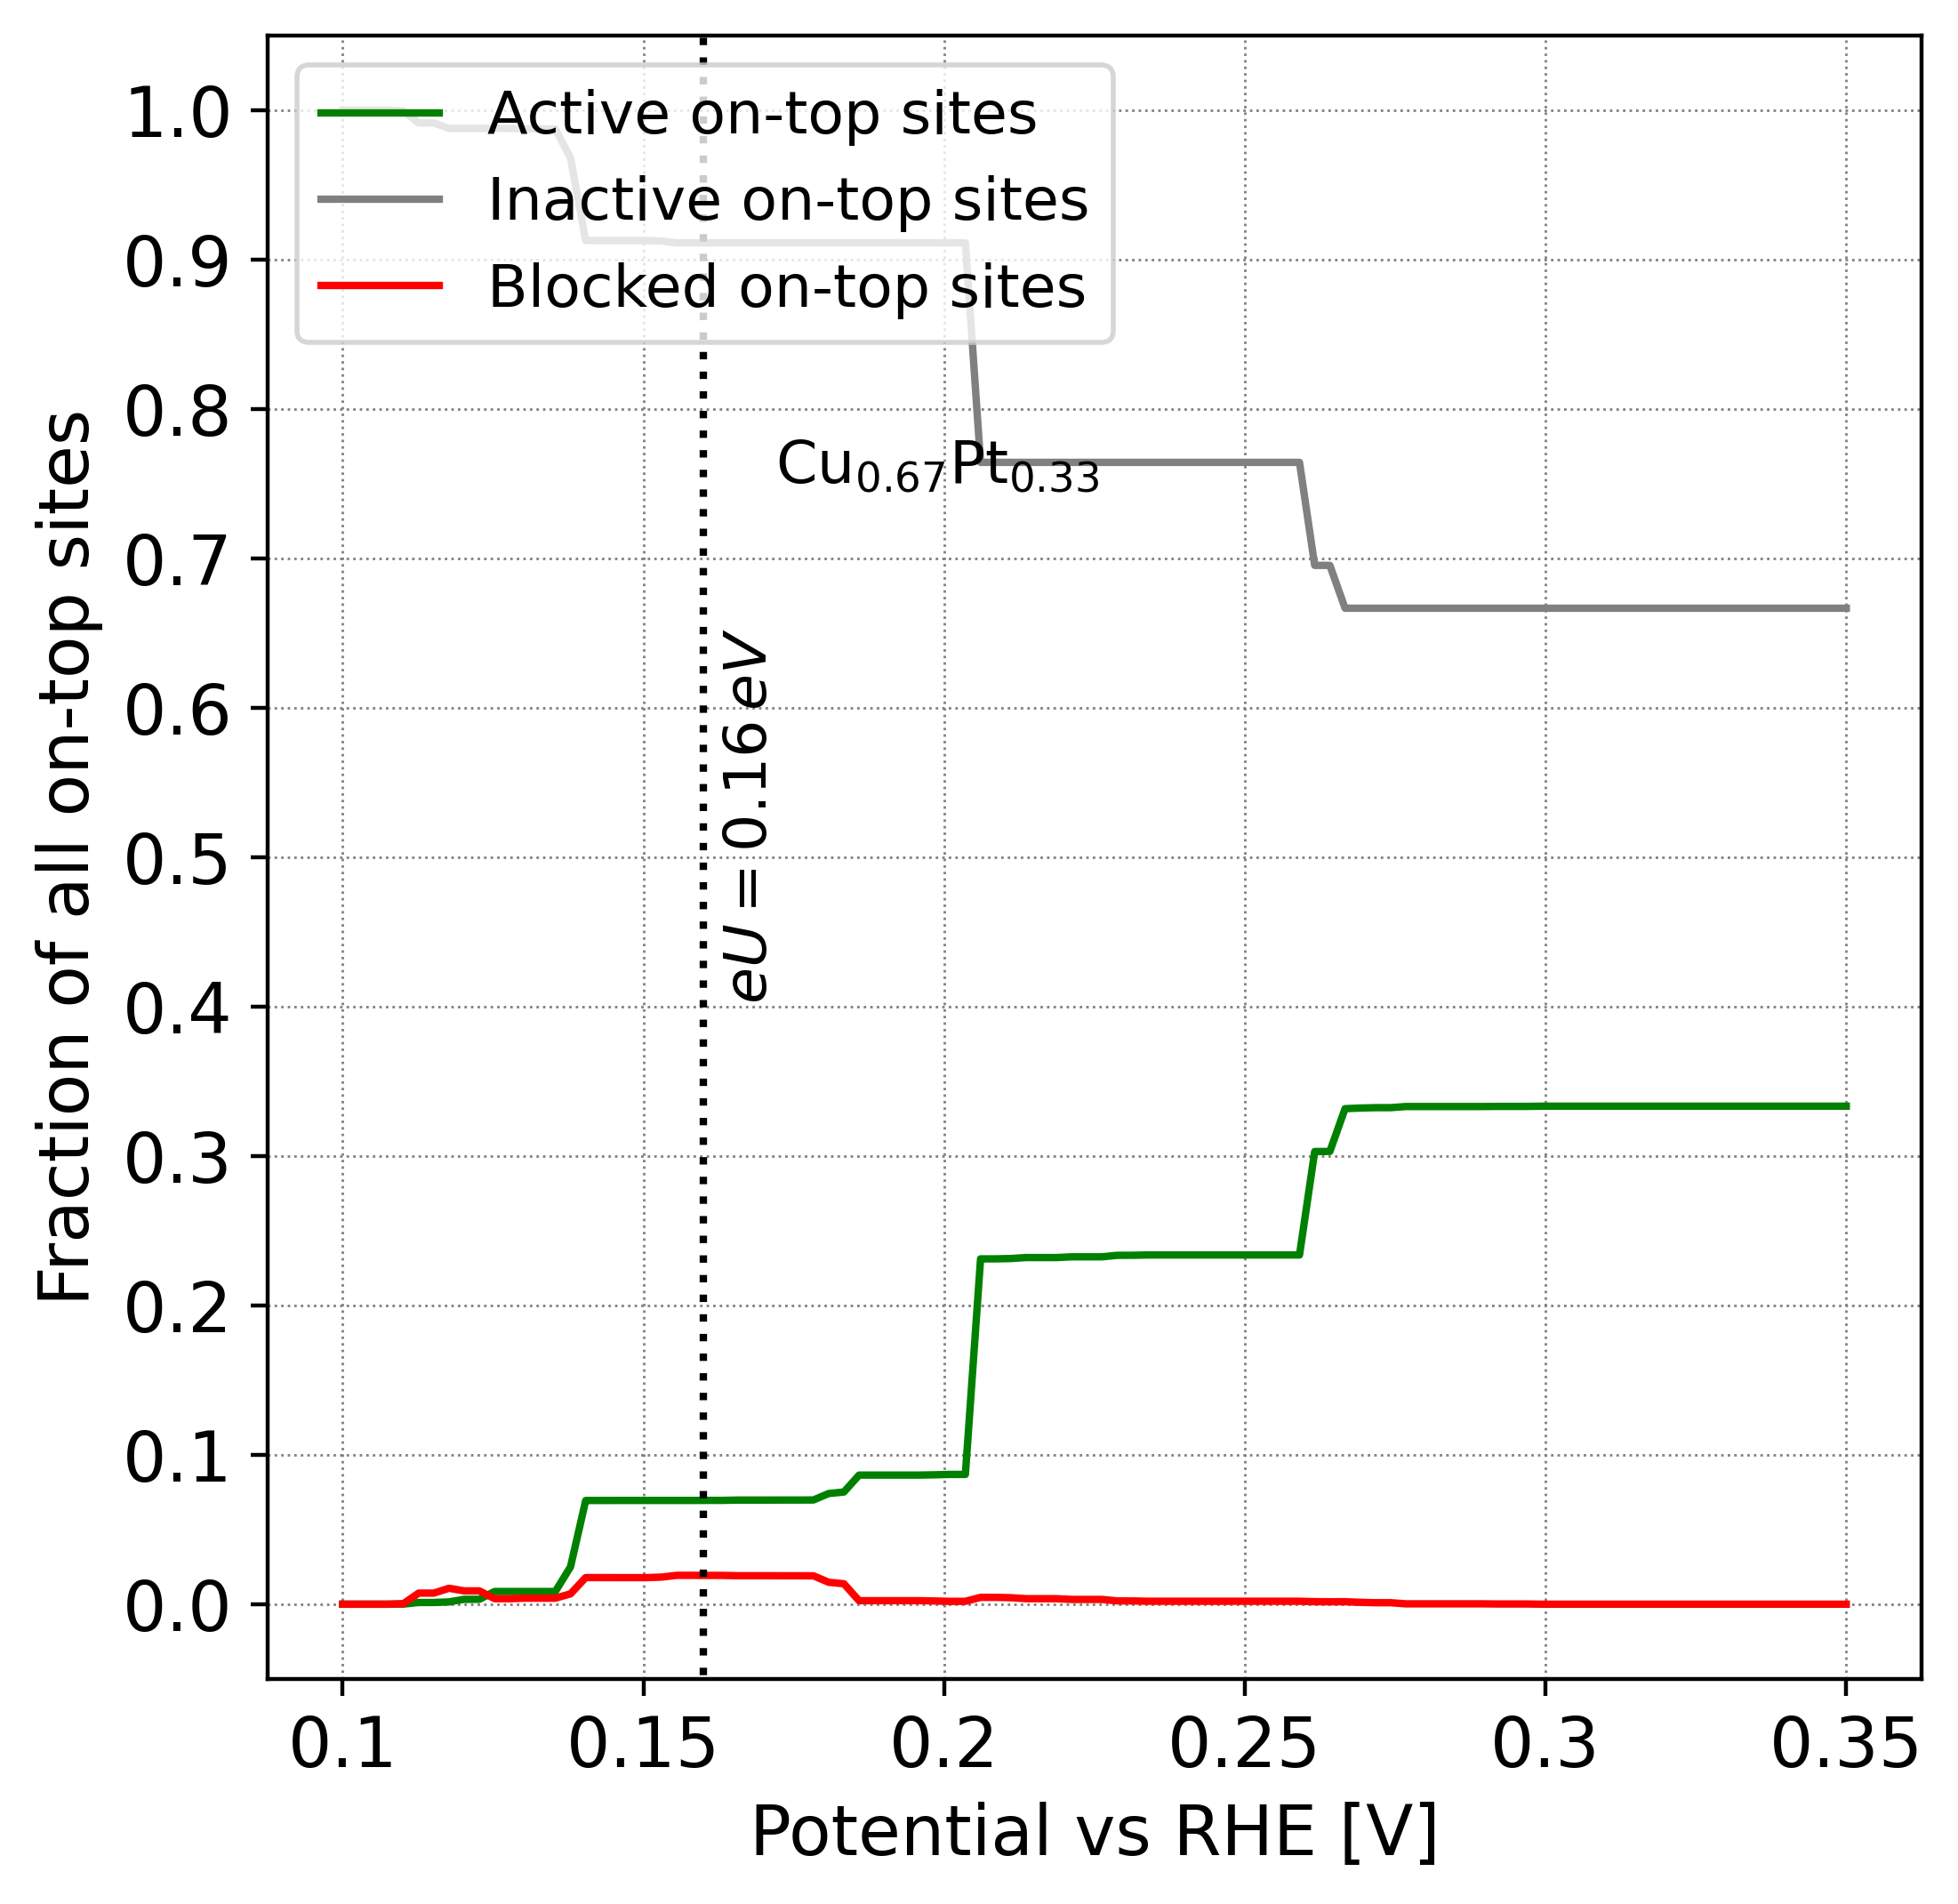 Active on-top sites
Inactive on-top sites
Blocked on-top sites
Cu0.67Pt0.33
eU = 0.16 eV
Fraction of all on-top sites
1.0
0.9
0.8
0.7
0.6
0.5
0.4
0.3
0.2
0.1
0.0
0.1 0.15 0.2 0.25 0.3 0.35
Potential vs RHE [V]